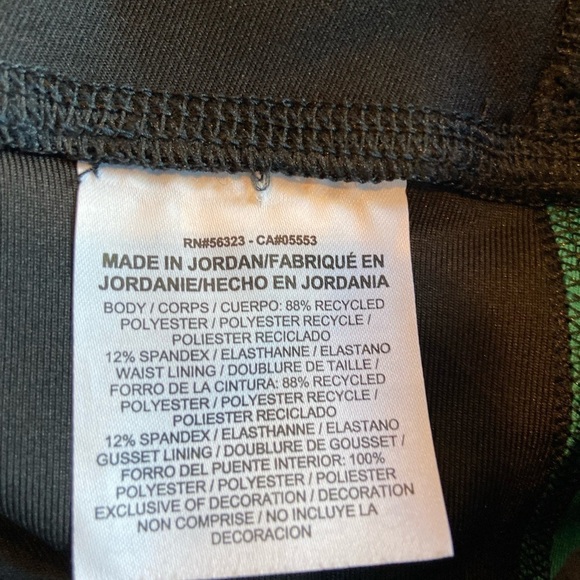 RN#56323 - CA#05553
MADE IN JORDAN/FABRIQUÉ EN
JORDANIE/HECHO EN JORDANIA
BODY / CORPS / CUERPO: 88% RECYCLED
POLYESTER / POLYESTER RECYCLE /
POLIESTER RECICLADO
12% SPANDEX / ELASTHANNE / ELASTANO
WAIST LINING / DOUBLURE DE TAILLE /
FORRO DE LA CINTURA: 88% RECYCLED
POLYESTER / POLYESTER RECYCLE /
POLIESTER RECICLADO
12% SPANDEX / ELASTHANNE / ELASTANO
GUSSET LINING / DOUBLURE DE GOUSSET /
FORRO DEL PUENTE INTERIOR: 100%
POLYESTER / POLYESTER / POLIESTER
EXCLUSIVE OF DECORATION / DECORATION
NON COMPRISE / NO INCLUYE LA
DECORACION